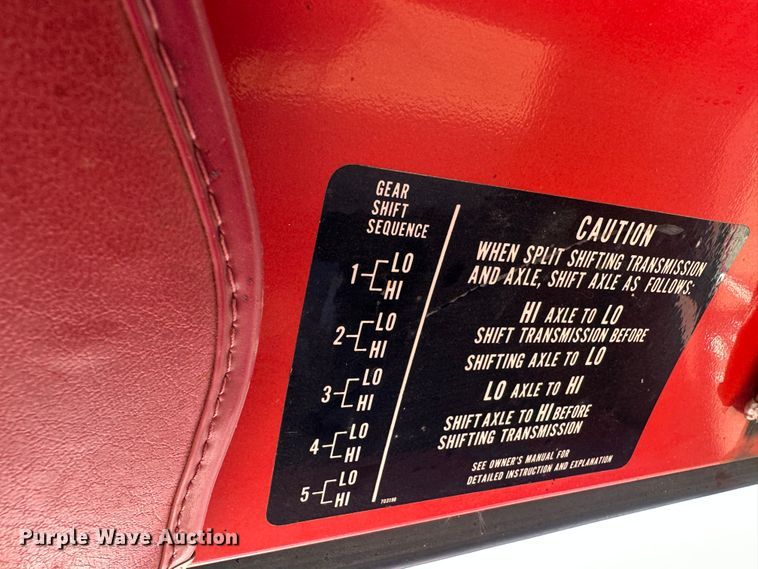 GEAR
SHIFT
SEQUENCE
1 LO
HI
2 LO
HI
3 LO
HI
4 LO
HI
5 LO
HI
CAUTION
WHEN SPLIT SHIFTING TRANSMISSION
AND AXLE, SHIFT AXLE AS FOLLOWS:
HI AXLE TO LO
SHIFT TRANSMISSION BEFORE
SHIFTING AXLE TO LO
LO AXLE TO HI
SHIFT AXLE TO HI BEFORE
SHIFTING TRANSMISSION
SEE OWNER'S MANUAL FOR
DETAILED INSTRUCTION AND EXPLANATION
Purple Wave Auction